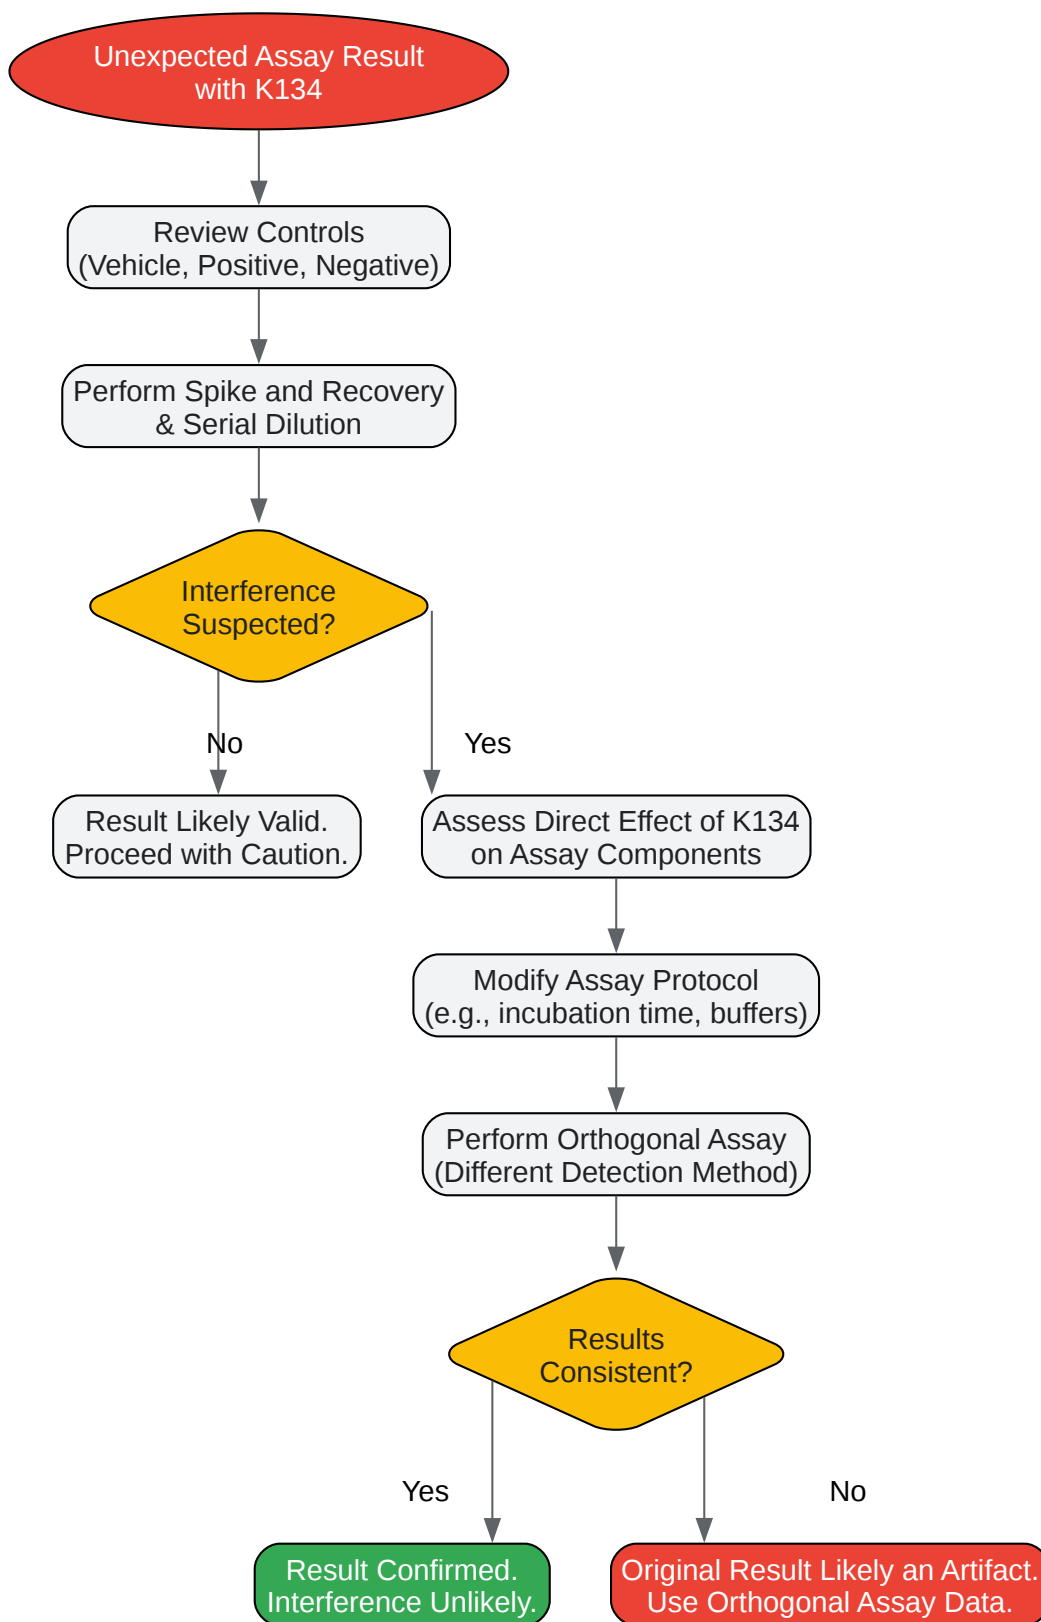 Unexpected Assay Result
with K134
Review Controls
(Vehicle, Positive, Negative)
Perform Spike and Recovery
& Serial Dilution
Interference
Suspected?
No
Yes
Result Likely Valid.
Proceed with Caution.
Assess Direct Effect of K134
on Assay Components
Modify Assay Protocol
(e.g., incubation time, buffers)
Perform Orthogonal Assay
(Different Detection Method)
Results
Consistent?
Yes
No
Result Confirmed.
Interference Unlikely.
Original Result Likely an Artifact.
Use Orthogonal Assay Data.